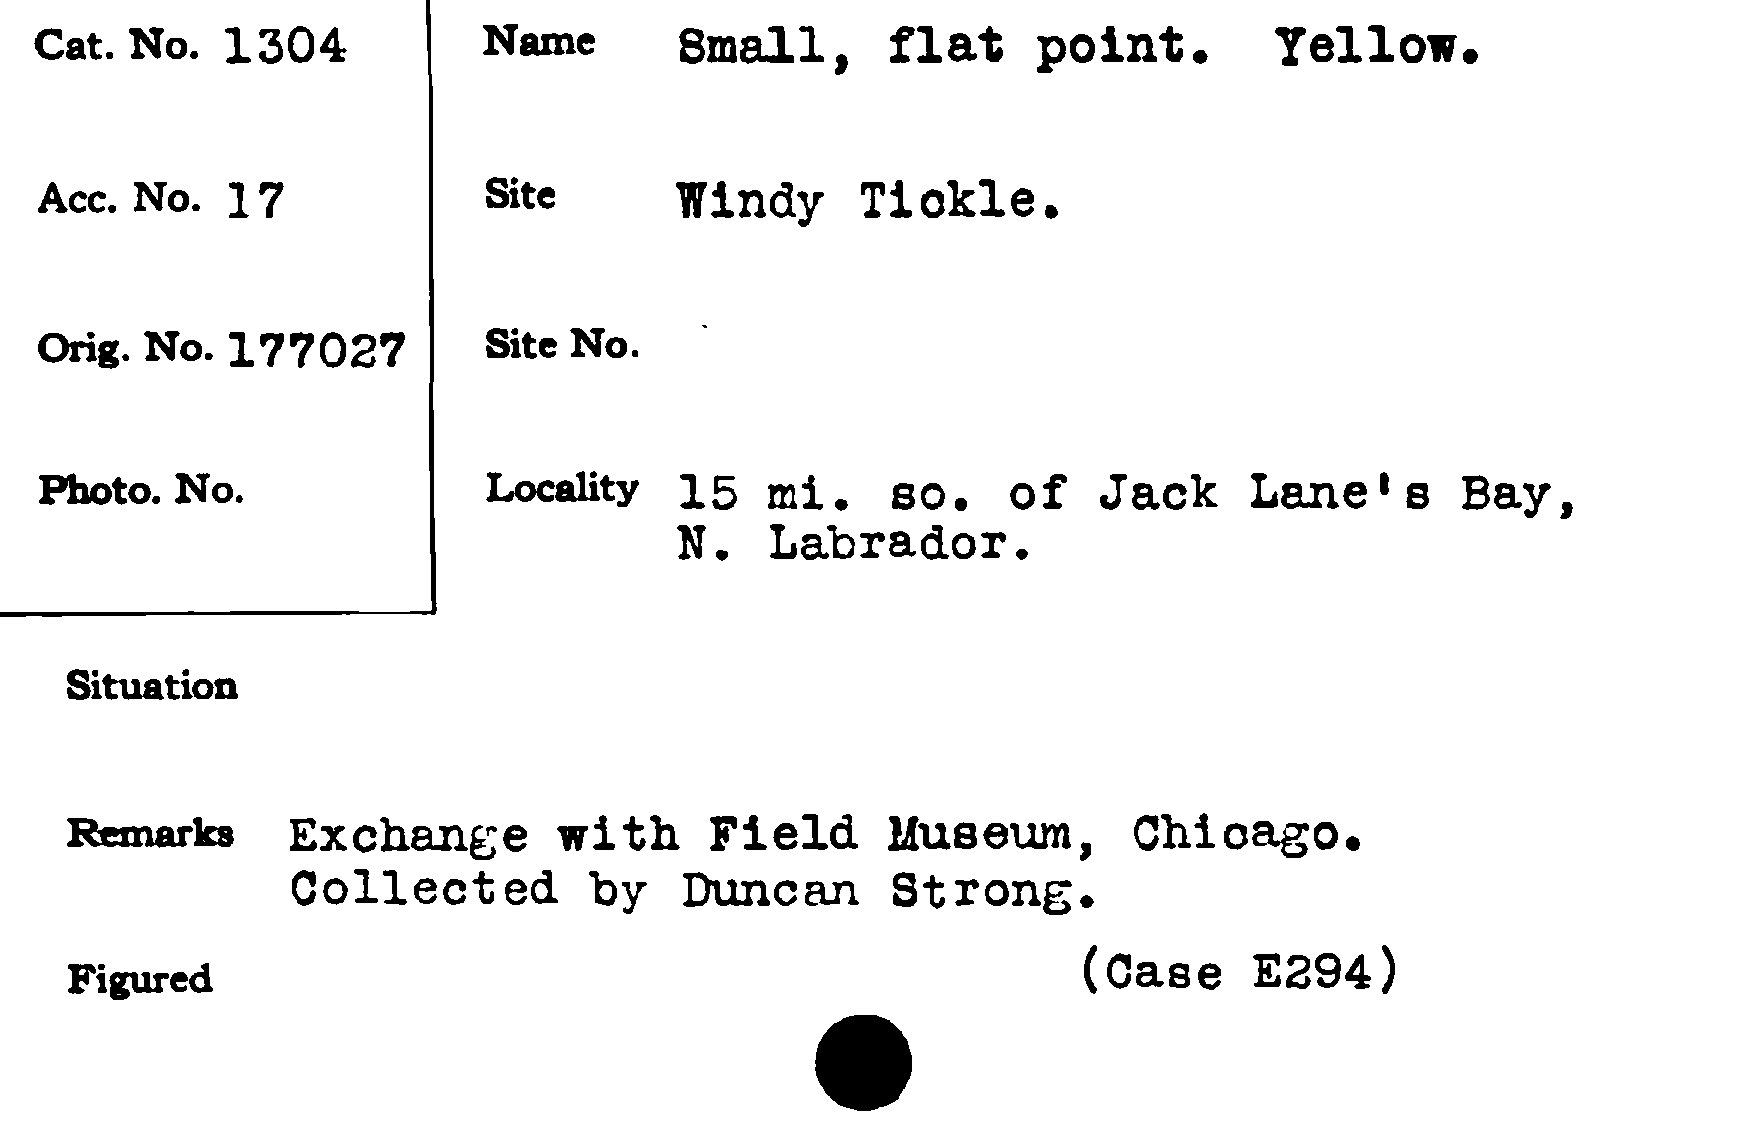 Cat. No. 1304
Name Small, flat point. Yellow.
Acc. No. 17
Site Windy Tickle.
Orig. No. 177027
Site No.
Photo. No.
Locality 15 mi. so. of Jack Lane's Bay,
N. Labrador.
Situation
Remarks Exchange with Field Museum, Chicago.
Collected by Duncan Strong.
Figured
(Case E294)